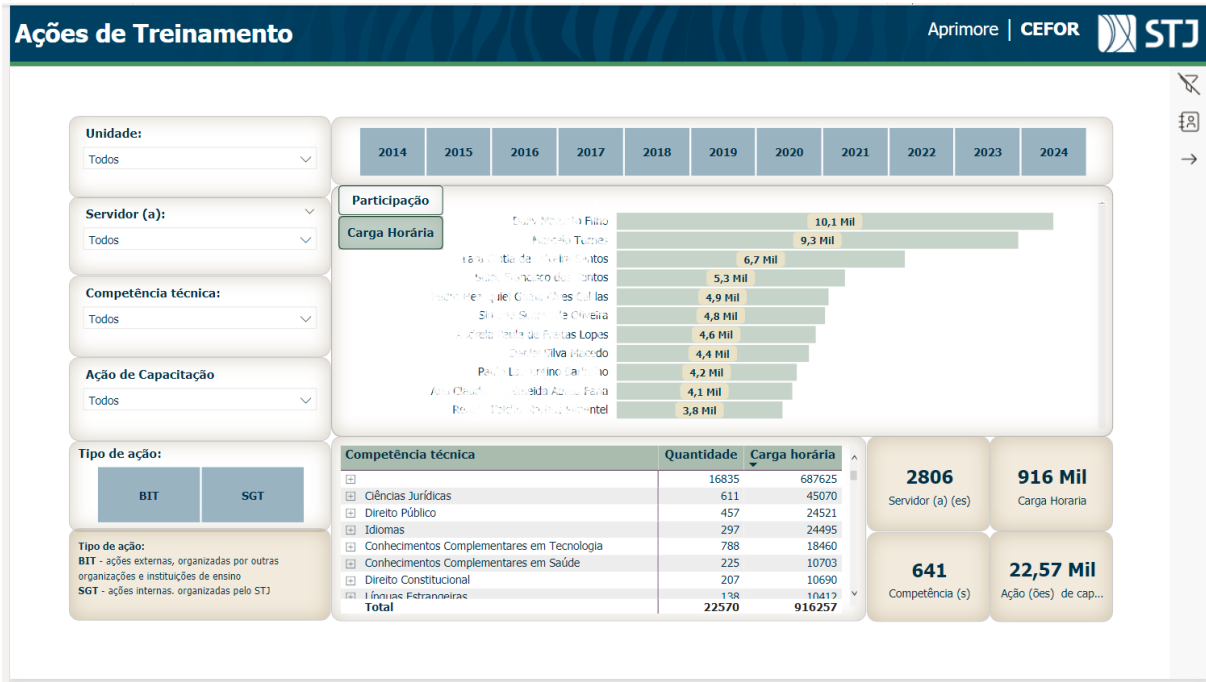 Ações de Treinamento
Aprimore | CEFOR STJ
Unidade:
Todos
2014 2015 2016 2017 2018 2019 2020 2021 2022 2023 2024
Servidor (a):
Todos
Participação
Carga Horária
Filho 10,1 Mil
9,3 Mil
6,7 Mil
5,3 Mil
4,9 Mil
de Oliveira 4,8 Mil
Lopes 4,6 Mil
4,4 Mil
4,2 Mil
4,1 Mil
3,8 Mil
Competência técnica:
Todos
Ação de Capacitação
Todos
Tipo de ação:
BIT SGT
Tipo de ação:
BIT - ações externas, organizadas por outras
organizações e instituições de ensino
SGT - ações internas. organizadas pelo STJ
Competência técnica Quantidade Carga horária
16835 687625
Ciências Jurídicas 611 45070
Direito Público 457 24521
Idiomas 297 24495
Conhecimentos Complementares em Tecnologia 788 18460
Conhecimentos Complementares em Saúde 225 10703
Direito Constitucional 207 10690
Línguas Estrangeiras 138 10412
Total 22570 916257
2806
Servidor (a) (es)
916 Mil
Carga Horaria
641
Competência (s)
22,57 Mil
Ação (ões) de cap...